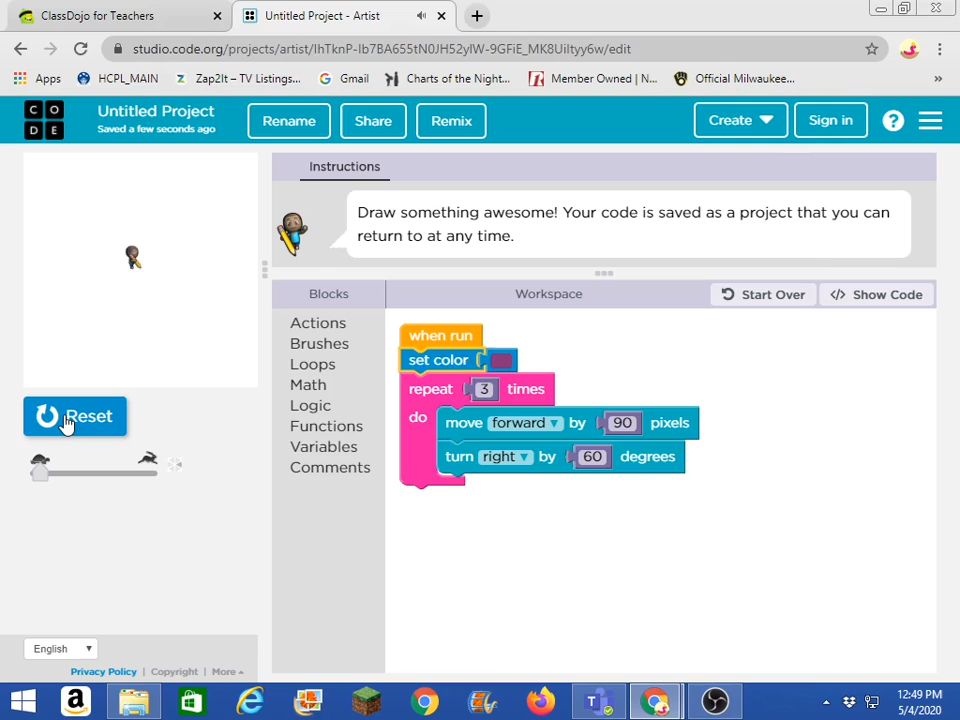 ClassDojo for Teachers
Untitled Project - Artist
studio.code.org/projects/artist/IhTknP-Ib7BA655tN0JH52yIW-9GFiE_MK8UiItyy6w/edit
Apps
HCPL_MAIN
Zap2It – TV Listings...
Gmail
Charts of the Night...
Member Owned | N...
Official Milwaukee...
»
C O
D E
Untitled Project
Saved a few seconds ago
Rename
Share
Remix
Create
Sign in
?
Instructions
Draw something awesome! Your code is saved as a project that you can
return to at any time.
Blocks
Workspace
Start Over
</> Show Code
Actions
Brushes
Loops
Math
Logic
Functions
Variables
Comments
when run
set color
repeat 3 times
do
move forward by 90 pixels
turn right by 60 degrees
Reset
English
Privacy Policy | Copyright | More
12:49 PM
5/4/2020